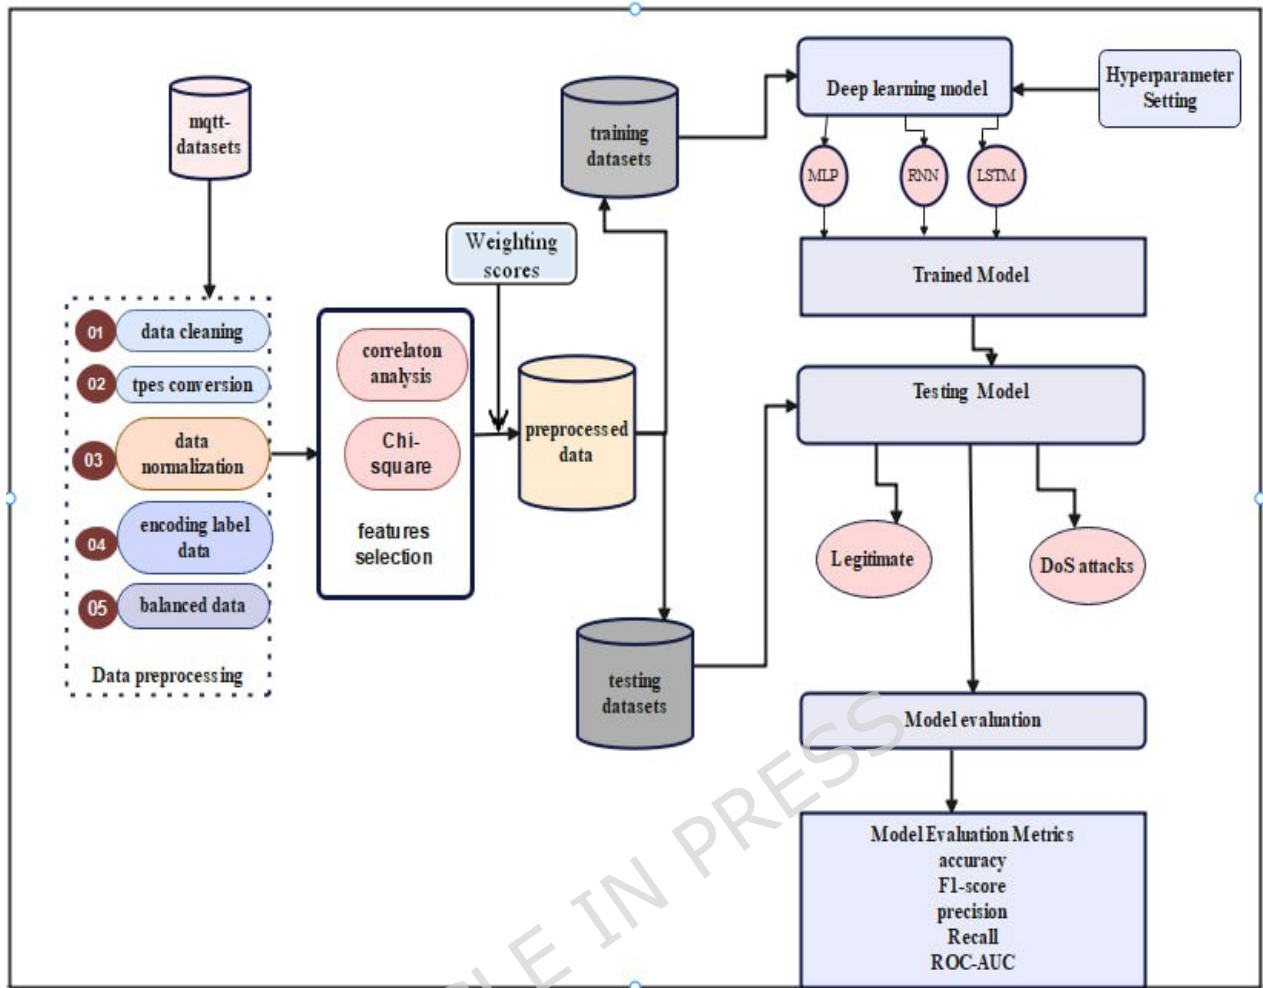 mqtt-
datasets
01
data cleaning
02
tpes conversion
03
data
normalization
04
encoding label
data
05
balanced data
Data preprocessing
correlaton
analysis
Chi-
square
features
selection
Weighting
scores
preprocessed
data
training
datasets
testing
datasets
Deep learning model
Hyperparameter
Setting
MLP
RNN
LSTM
Trained Model
Testing Model
Legitimate
DoS attacks
Model evaluation
Model Evaluation Metrics
accuracy
F1-score
precision
Recall
ROC-AUC
LE IN PRESS